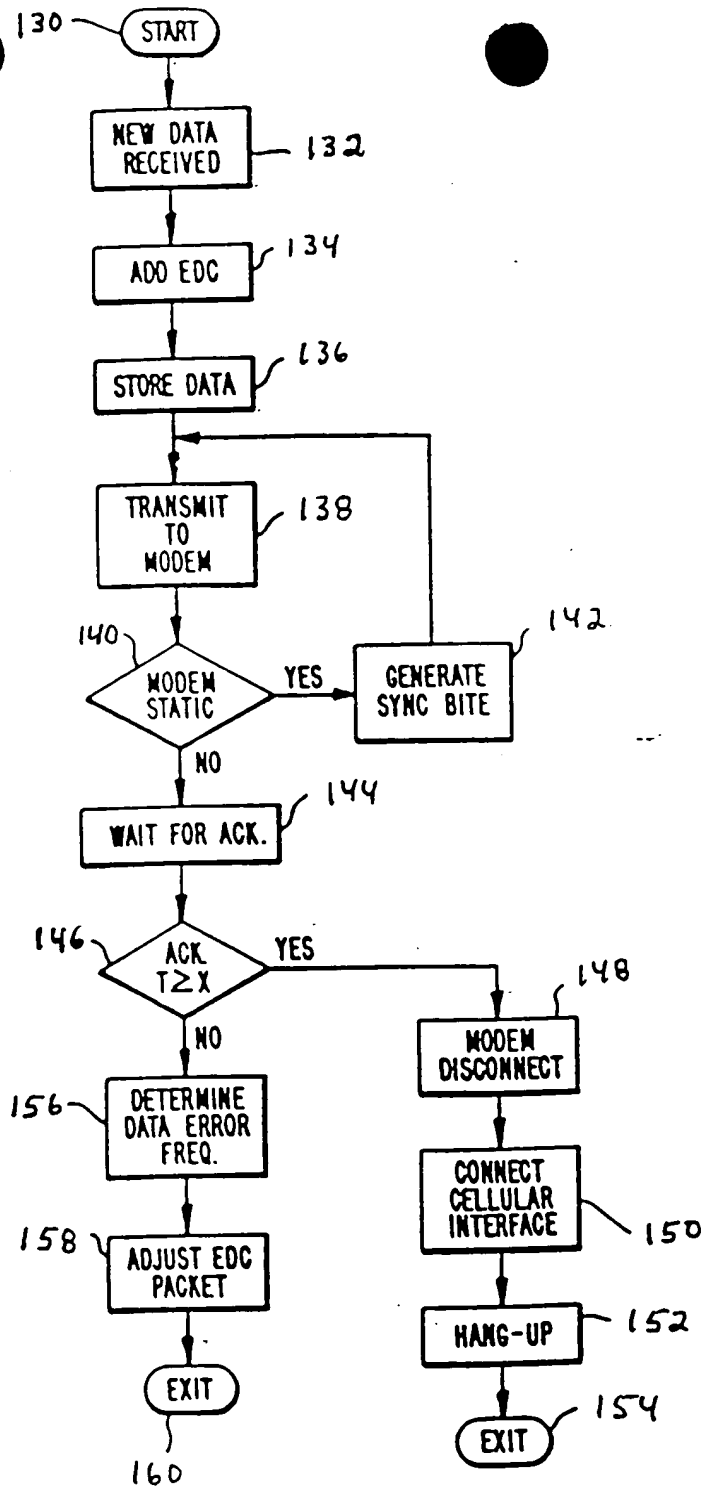 130
START
NEW DATA
RECEIVED
132
ADD EDC
134
STORE DATA
136
TRANSMIT
TO
MODEM
138
140
MODEM
STATIC
YES
GENERATE
SYNC BITE
142
NO
WAIT FOR ACK.
144
146
ACK
T≥X
YES
NO
148
MODEM
DISCONNECT
156
DETERMINE
DATA ERROR
FREQ.
CONNECT
CELLULAR
INTERFACE
150
158
ADJUST EDC
PACKET
HANG-UP
152
EXIT
160
EXIT
154